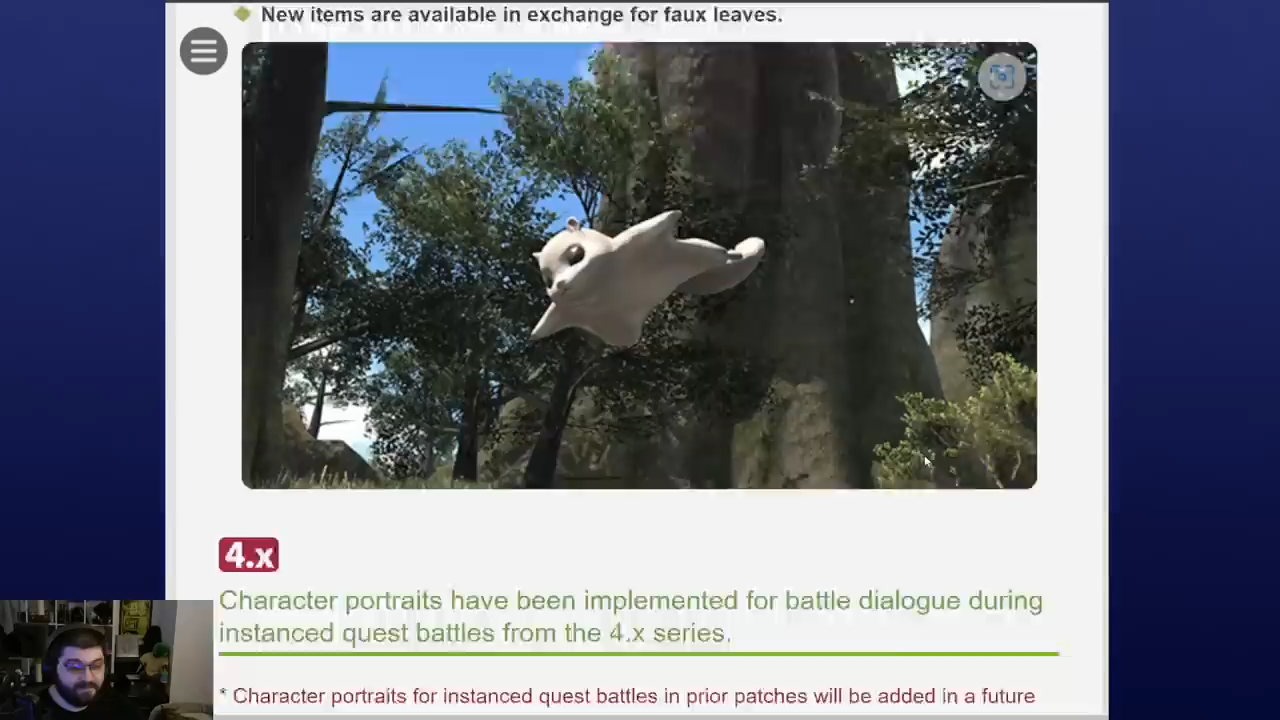 New items are available in exchange for faux leaves.
4.x
Character portraits have been implemented for battle dialogue during
instanced quest battles from the 4.x series.
* Character portraits for instanced quest battles in prior patches will be added in a future